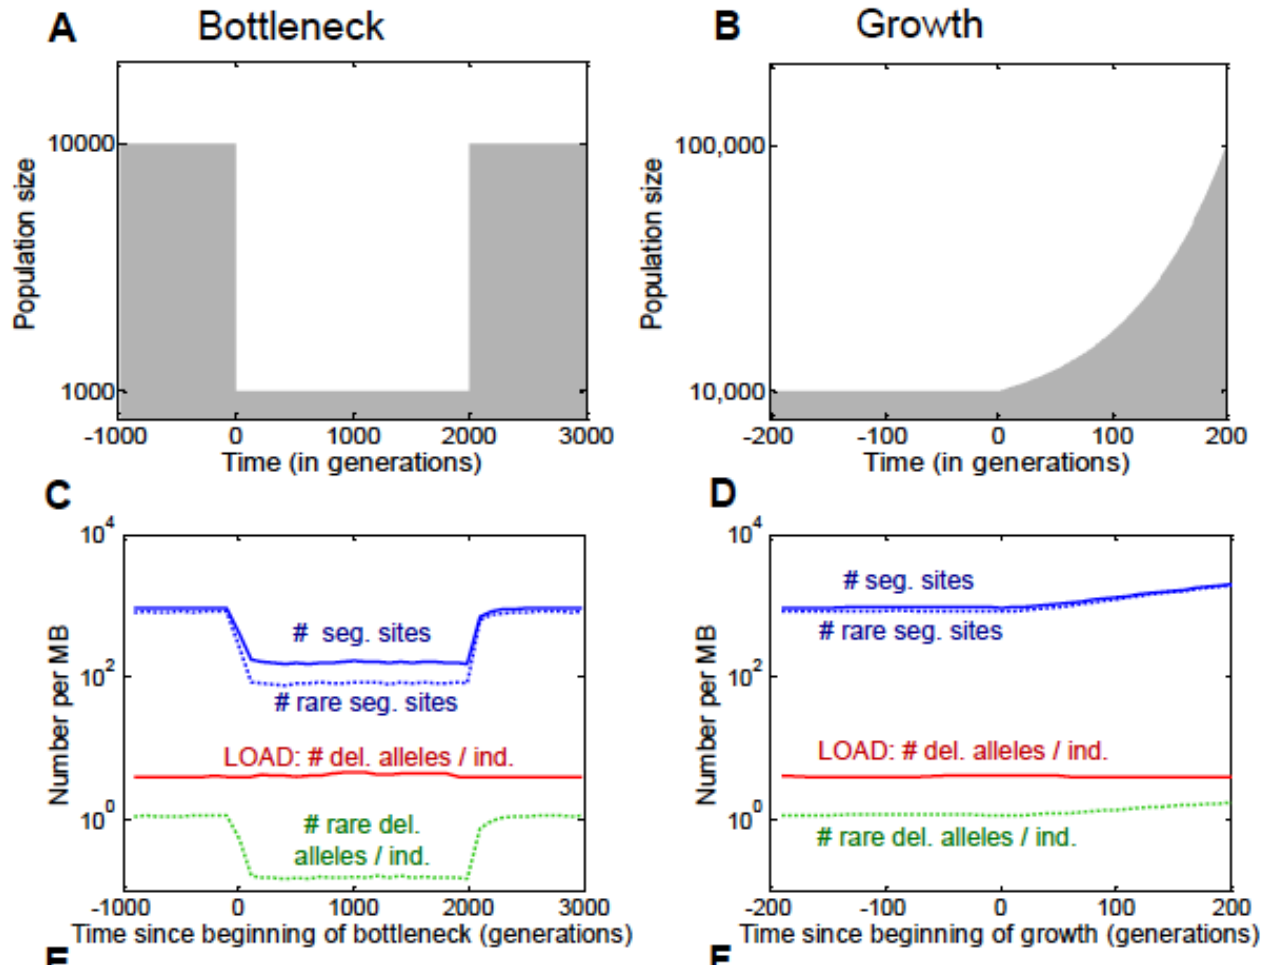 A Bottleneck
B Growth
Population size
10000
1000
-1000 0 1000 2000 3000
Time (in generations)
Population size
100,000
10,000
-200 -100 0 100 200
Time (in generations)
C
Number per MB
10^4
10^2
10^0
# seg. sites
# rare seg. sites
LOAD: # del. alleles / ind.
# rare del.
alleles / ind.
-1000 0 1000 2000 3000
Time since beginning of bottleneck (generations)
D
Number per MB
10^4
10^2
10^0
# seg. sites
# rare seg. sites
LOAD: # del. alleles / ind.
# rare del. alleles / ind.
-200 -100 0 100 200
Time since beginning of growth (generations)